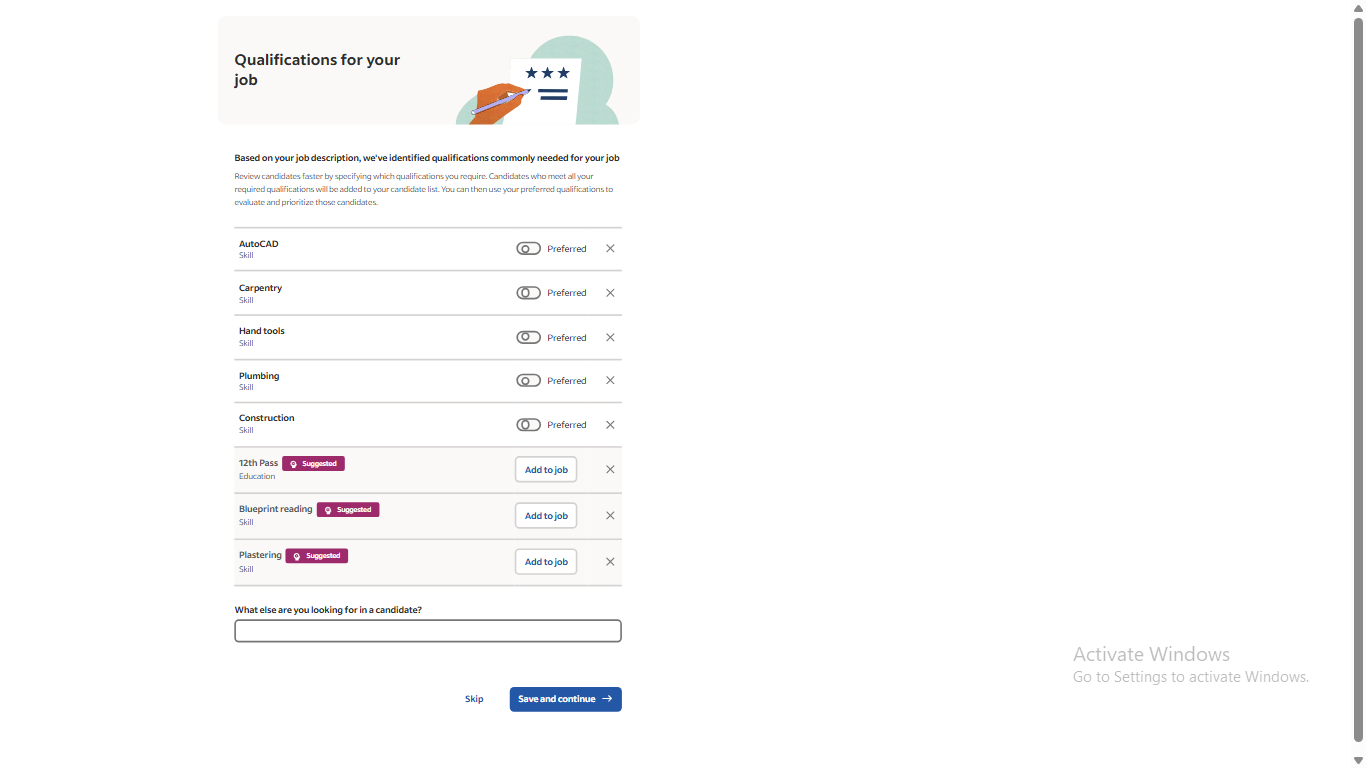 Qualifications for your
job
Based on your job description, we've identified qualifications commonly needed for your job
Review candidates faster by specifying which qualifications you require. Candidates who meet all your
required qualifications will be added to your candidate list. You can then use your preferred qualifications to
evaluate and prioritize those candidates.
AutoCAD
Skill
Preferred
Carpentry
Skill
Preferred
Hand tools
Skill
Preferred
Plumbing
Skill
Preferred
Construction
Skill
Preferred
12th Pass Suggested
Education
Add to job
Blueprint reading Suggested
Skill
Add to job
Plastering Suggested
Skill
Add to job
What else are you looking for in a candidate?
Skip Save and continue
Activate Windows
Go to Settings to activate Windows.